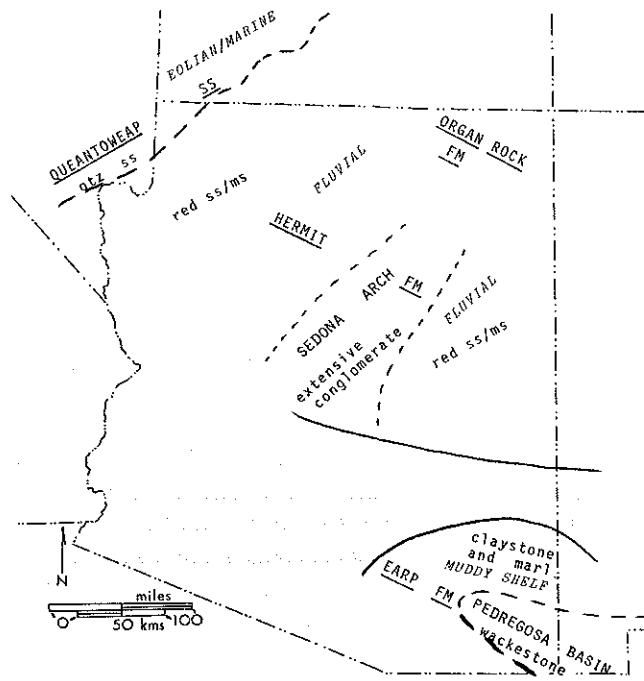 EOLIAN/MARINE
SS
QUEANTOWEAP
qtz ss
ORGAN ROCK
FM
red ss/ms
FLUVIAL
HERMIT
SEDONA ARCH
FM
FLUVIAL
extensive
conglomerate
red ss/ms
claystone
and marl
MUDDY SHELF
EARP FM
PEDREGOSA BASIN
wackestone
N
miles
0 50 100
kms